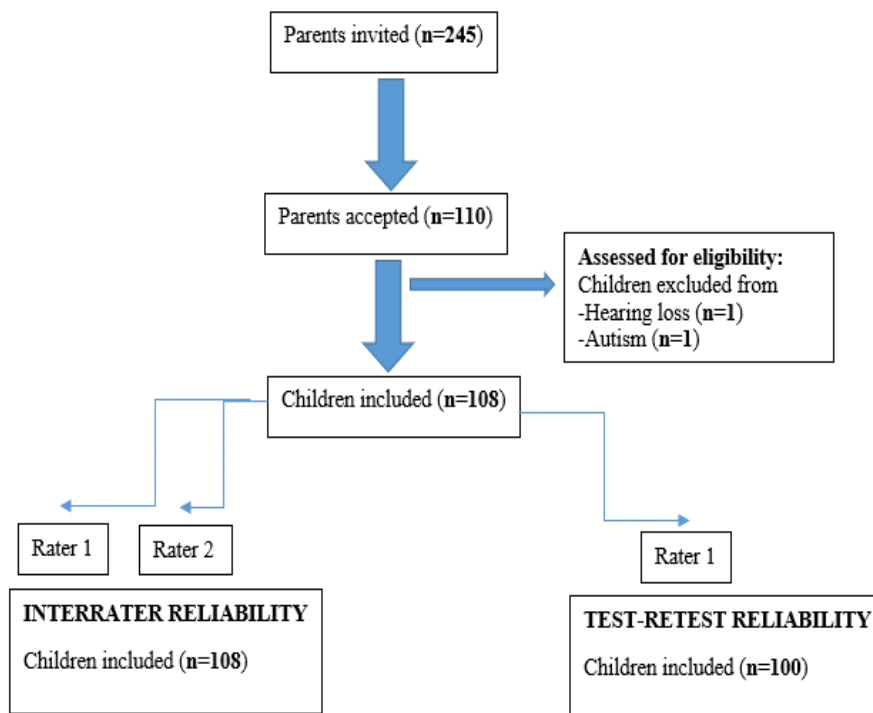 Parents invited (n=245)
Parents accepted (n=110)
Assessed for eligibility:
Children excluded from
-Hearing loss (n=1)
-Autism (n=1)
Children included (n=108)
Rater 1
Rater 2
Rater 1
INTERRATER RELIABILITY
Children included (n=108)
TEST-RETEST RELIABILITY
Children included (n=100)